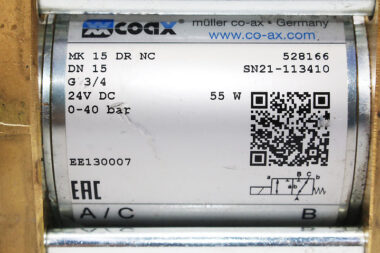 coax müller co-ax • Germany
www.co-ax.com
MK 15 DR NC 528166
DN 15 SN21-113410
G 3/4
24V DC 55 W
0-40 bar
EE130007
a B C b
EAC
A
A/C B